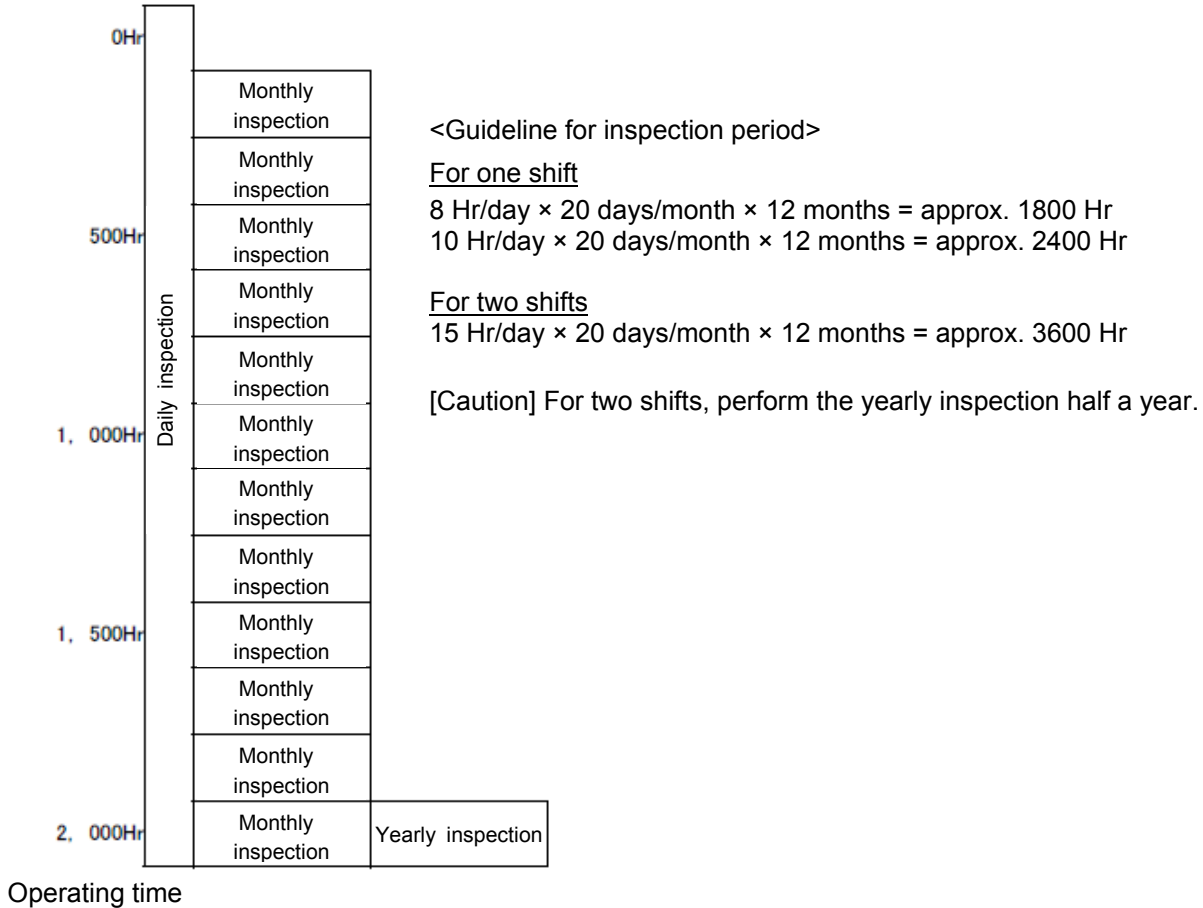 0Hr
Monthly
inspection
<Guideline for inspection period>
Monthly
inspection
For one shift
8 Hr/day × 20 days/month × 12 months = approx. 1800 Hr
500Hr
Monthly
inspection
10 Hr/day × 20 days/month × 12 months = approx. 2400 Hr
Monthly
inspection
For two shifts
15 Hr/day × 20 days/month × 12 months = approx. 3600 Hr
Daily inspection
Monthly
inspection
[Caution] For two shifts, perform the yearly inspection half a year.
1, 000Hr
Monthly
inspection
Monthly
inspection
Monthly
inspection
1, 500Hr
Monthly
inspection
Monthly
inspection
Monthly
inspection
2, 000Hr
Monthly
inspection
Yearly inspection
Operating time